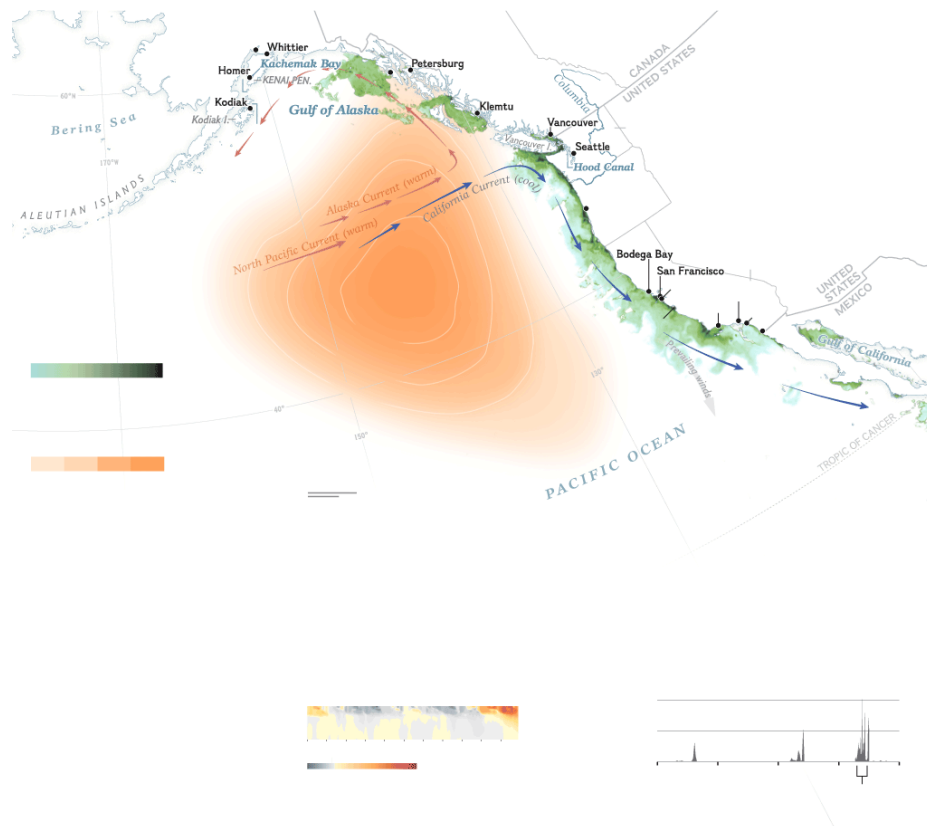 Whittier
Kachemak Bay
Homer
KENAI PEN.
Kodiak
Kodiak I.
Gulf of Alaska
Petersburg
Klemtu
Vancouver
Vancouver I.
Seattle
Hood Canal
Columbia
CANADA
UNITED STATES
60°N
Bering Sea
170°W
ALEUTIAN ISLANDS
Alaska Current (warm)
California Current (cool)
North Pacific Current (warm)
Bodega Bay
San Francisco
UNITED
STATES
MEXICO
Gulf of California
Prevailing winds
130°
40°
150°
PACIFIC OCEAN
TROPIC OF CANCER